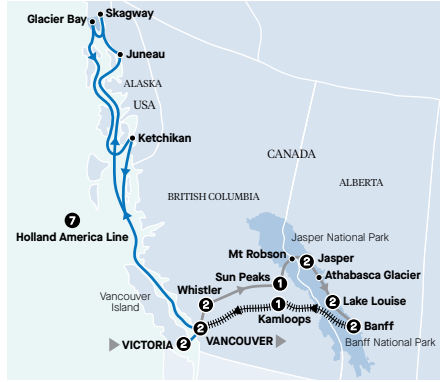 Skagway
Glacier Bay
Juneau
ALASKA
USA
Ketchikan
CANADA
ALBERTA
BRITISH COLUMBIA
7
Holland America Line
Jasper National Park
Mt Robson
2 Jasper
Sun Peaks 1
Athabasca Glacier
Whistler
2
Vancouver
Island
1
Kamloops
2 Lake Louise
2 Banff
Banff National Park
2
VICTORIA 2
VANCOUVER